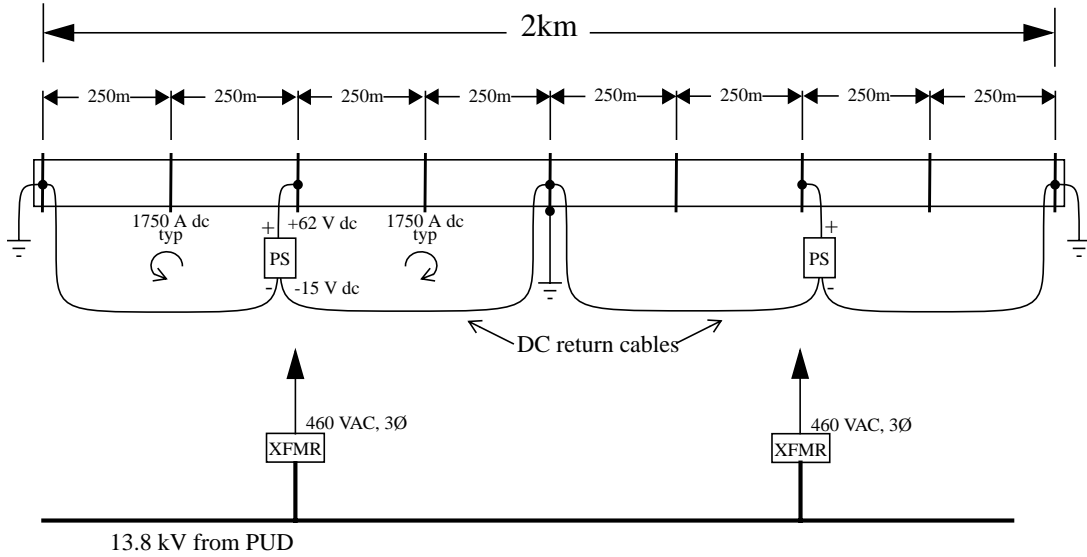 2km
250m 250m 250m 250m 250m 250m 250m 250m
1750 A dc
typ
+ +62 V dc
1750 A dc
typ
+
PS
PS
- -15 V dc
-
DC return cables
460 VAC, 3Ø
460 VAC, 3Ø
XFMR
XFMR
13.8 kV from PUD